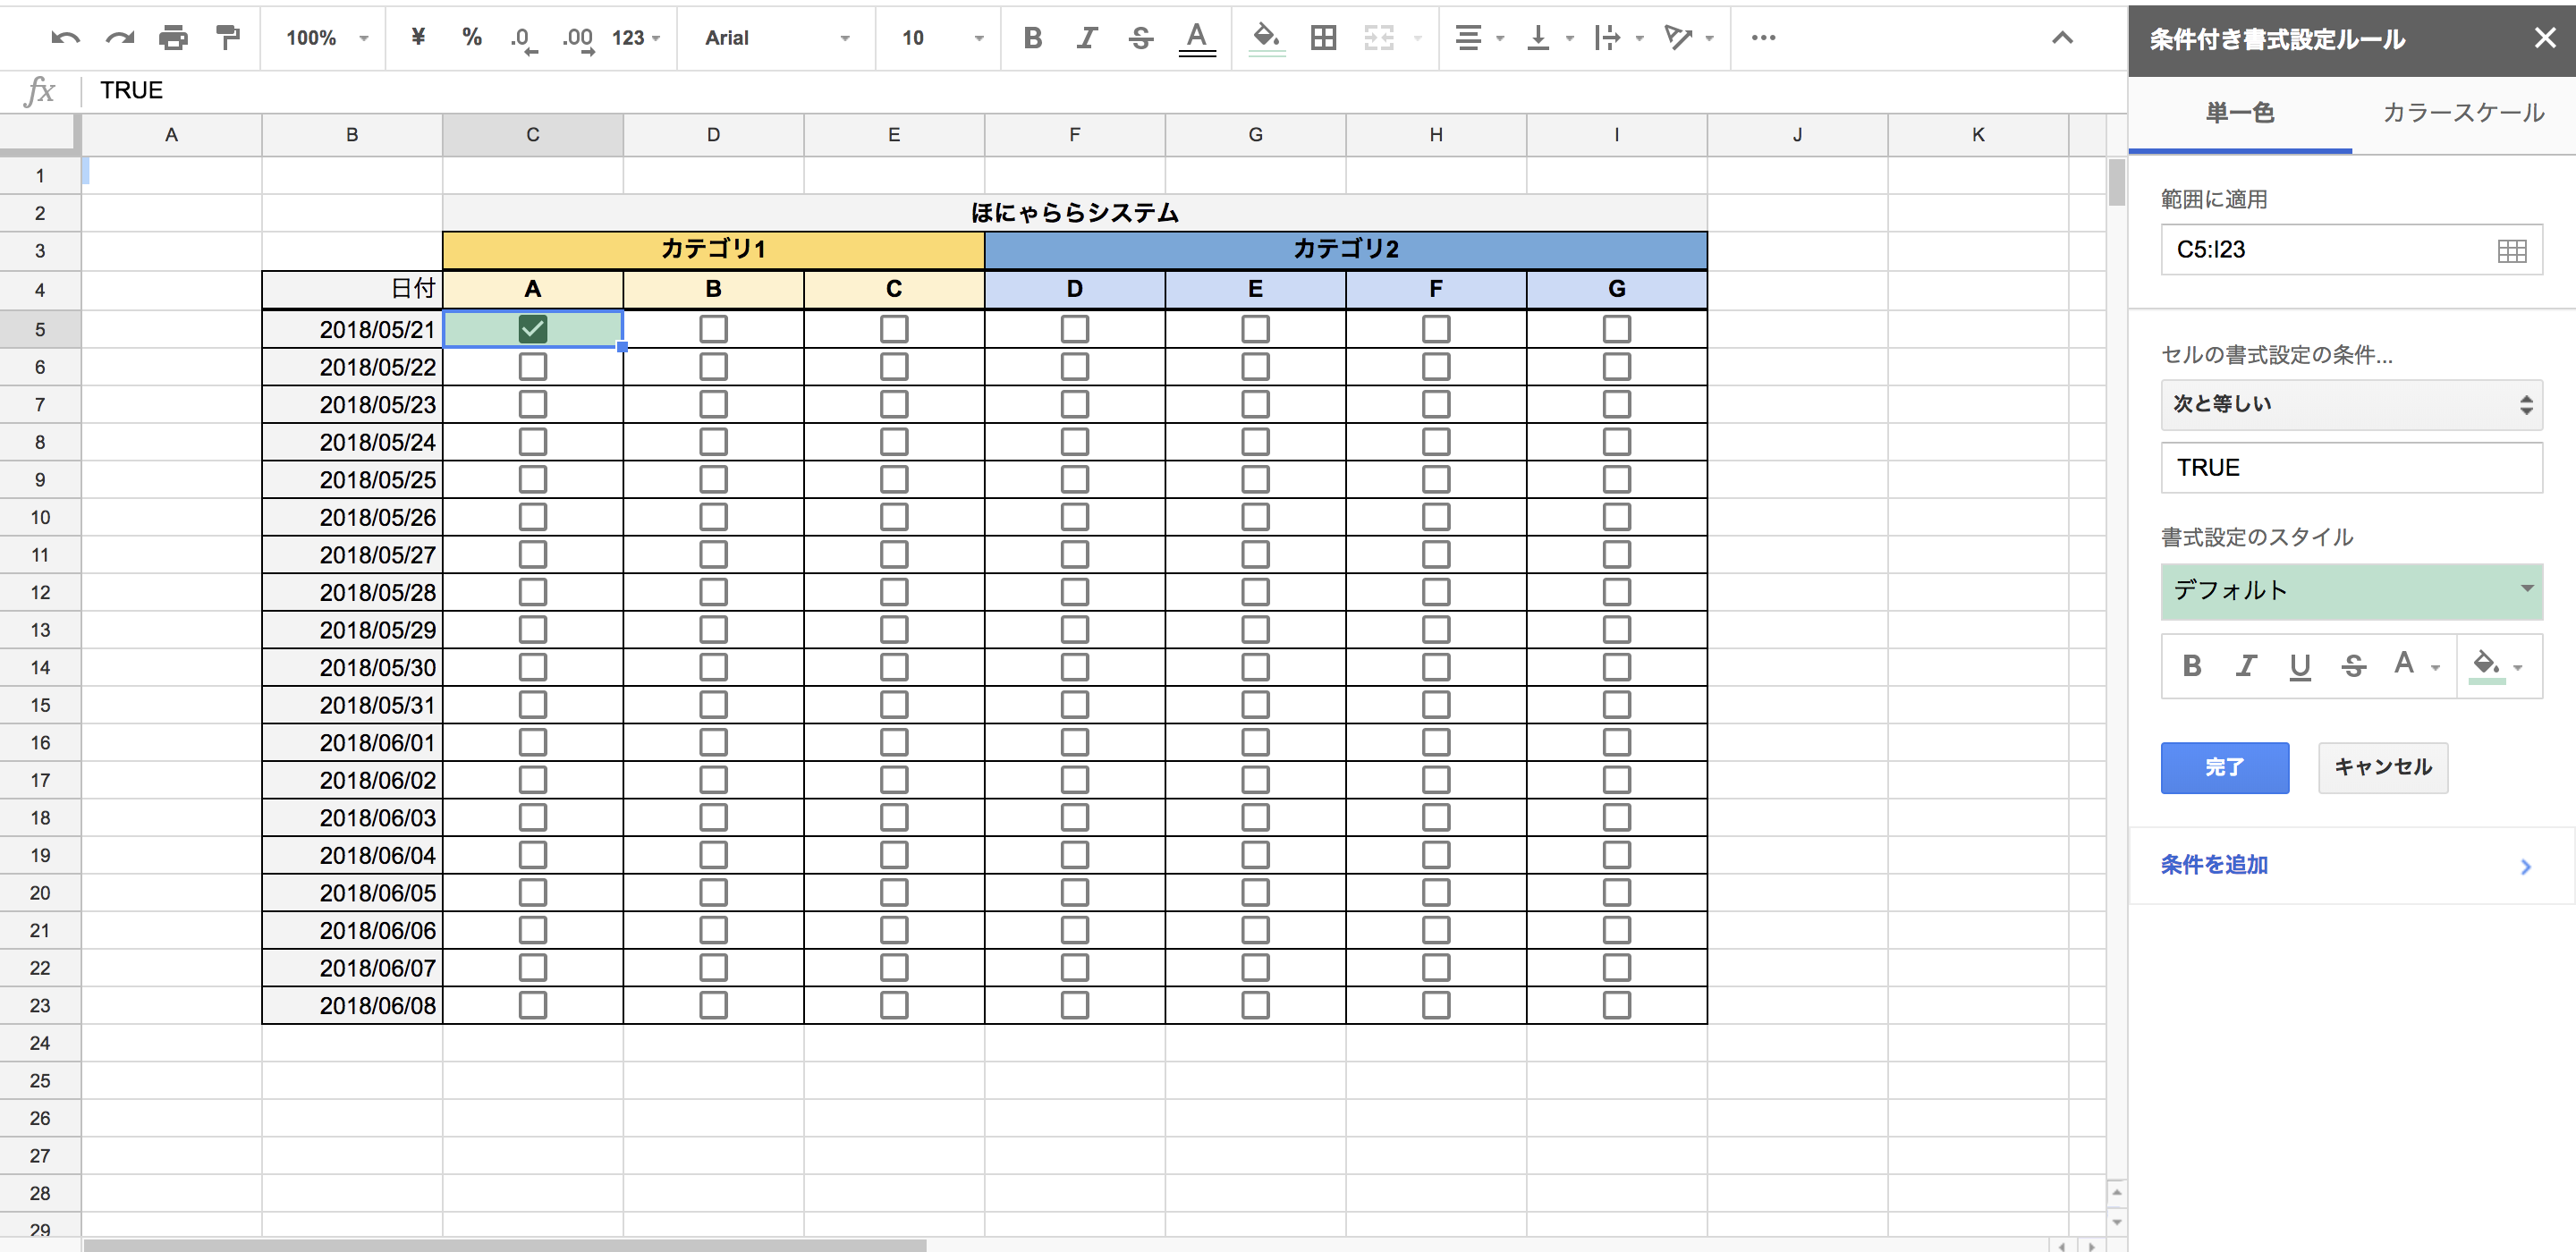 100% ¥ % .0 .00 123 Arial 10 B I S A
条件付き書式設定ルール
fx TRUE
単一色 カラースケール
A B C D E F G H I J K
範囲に適用
C5:I23
セルの書式設定の条件...
次と等しい
TRUE
書式設定のスタイル
デフォルト
B I U S A
完了 キャンセル
条件を追加
1
2 ほにゃららシステム
3 カテゴリ1 カテゴリ2
4 日付 A B C D E F G
5 2018/05/21
6 2018/05/22
7 2018/05/23
8 2018/05/24
9 2018/05/25
10 2018/05/26
11 2018/05/27
12 2018/05/28
13 2018/05/29
14 2018/05/30
15 2018/05/31
16 2018/06/01
17 2018/06/02
18 2018/06/03
19 2018/06/04
20 2018/06/05
21 2018/06/06
22 2018/06/07
23 2018/06/08
24
25
26
27
28
29